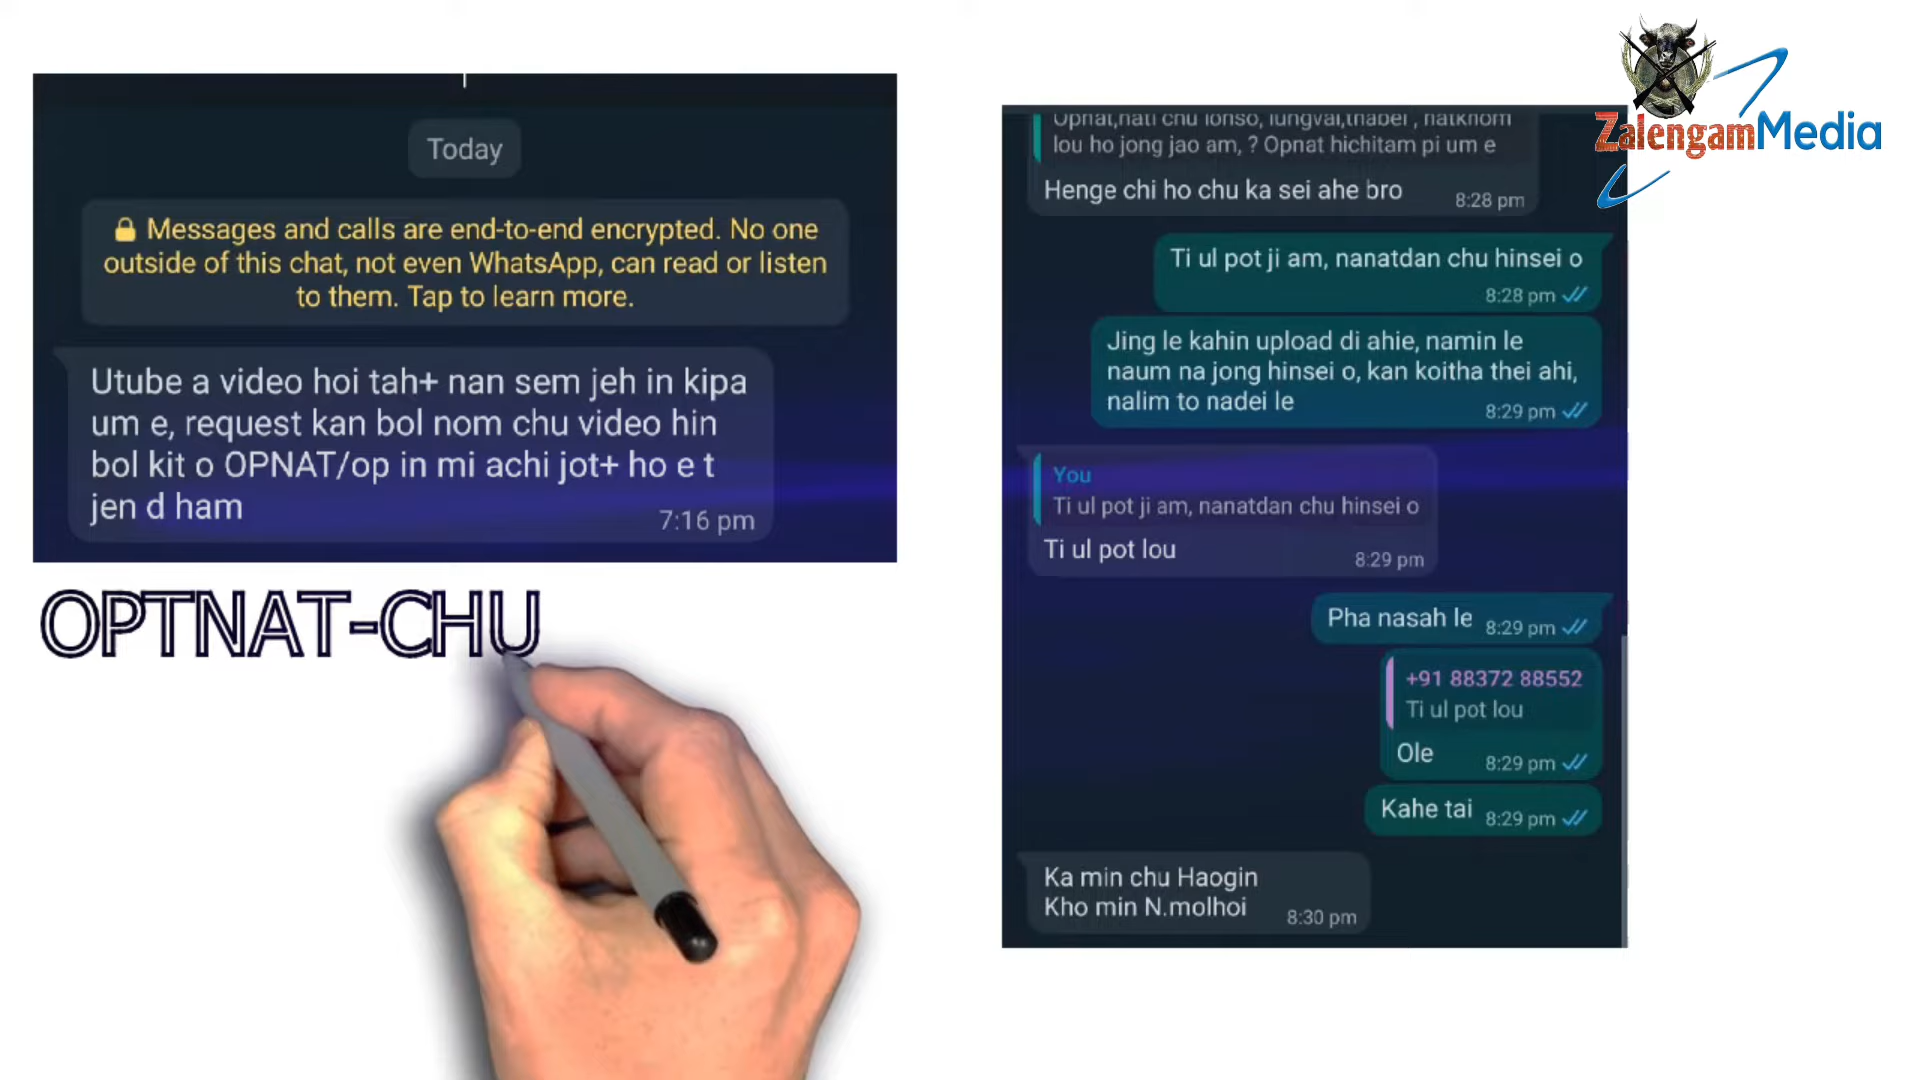 Today
Messages and calls are end-to-end encrypted. No one
outside of this chat, not even WhatsApp, can read or listen
to them. Tap to learn more.
Utube a video hoi tah+ nan sem jeh in kipa
um e, request kan bol nom chu video hin
bol kit o OPNAT/op in mi achi jot+ ho e t
jen d ham
7:16 pm
OPTNAT-CHU
lou ho jong jao am, ? Opnat hichitam pi um e
Henge chi ho chu ka sei ahe bro
8:28 pm
Ti ul pot ji am, nanatdan chu hinsei o
8:28 pm
Jing le kahin upload di ahie, namin le
naum na jong hinsei o, kan koitha thei ahi,
nalim to nadei le
8:29 pm
You
Ti ul pot ji am, nanatdan chu hinsei o
Ti ul pot lou
8:29 pm
Pha nasah le
8:29 pm
+91 88372 88552
Ti ul pot lou
Ole
8:29 pm
Kahe tai
8:29 pm
Ka min chu Haogin
Kho min N.molhoi
8:30 pm
ZalengamMedia